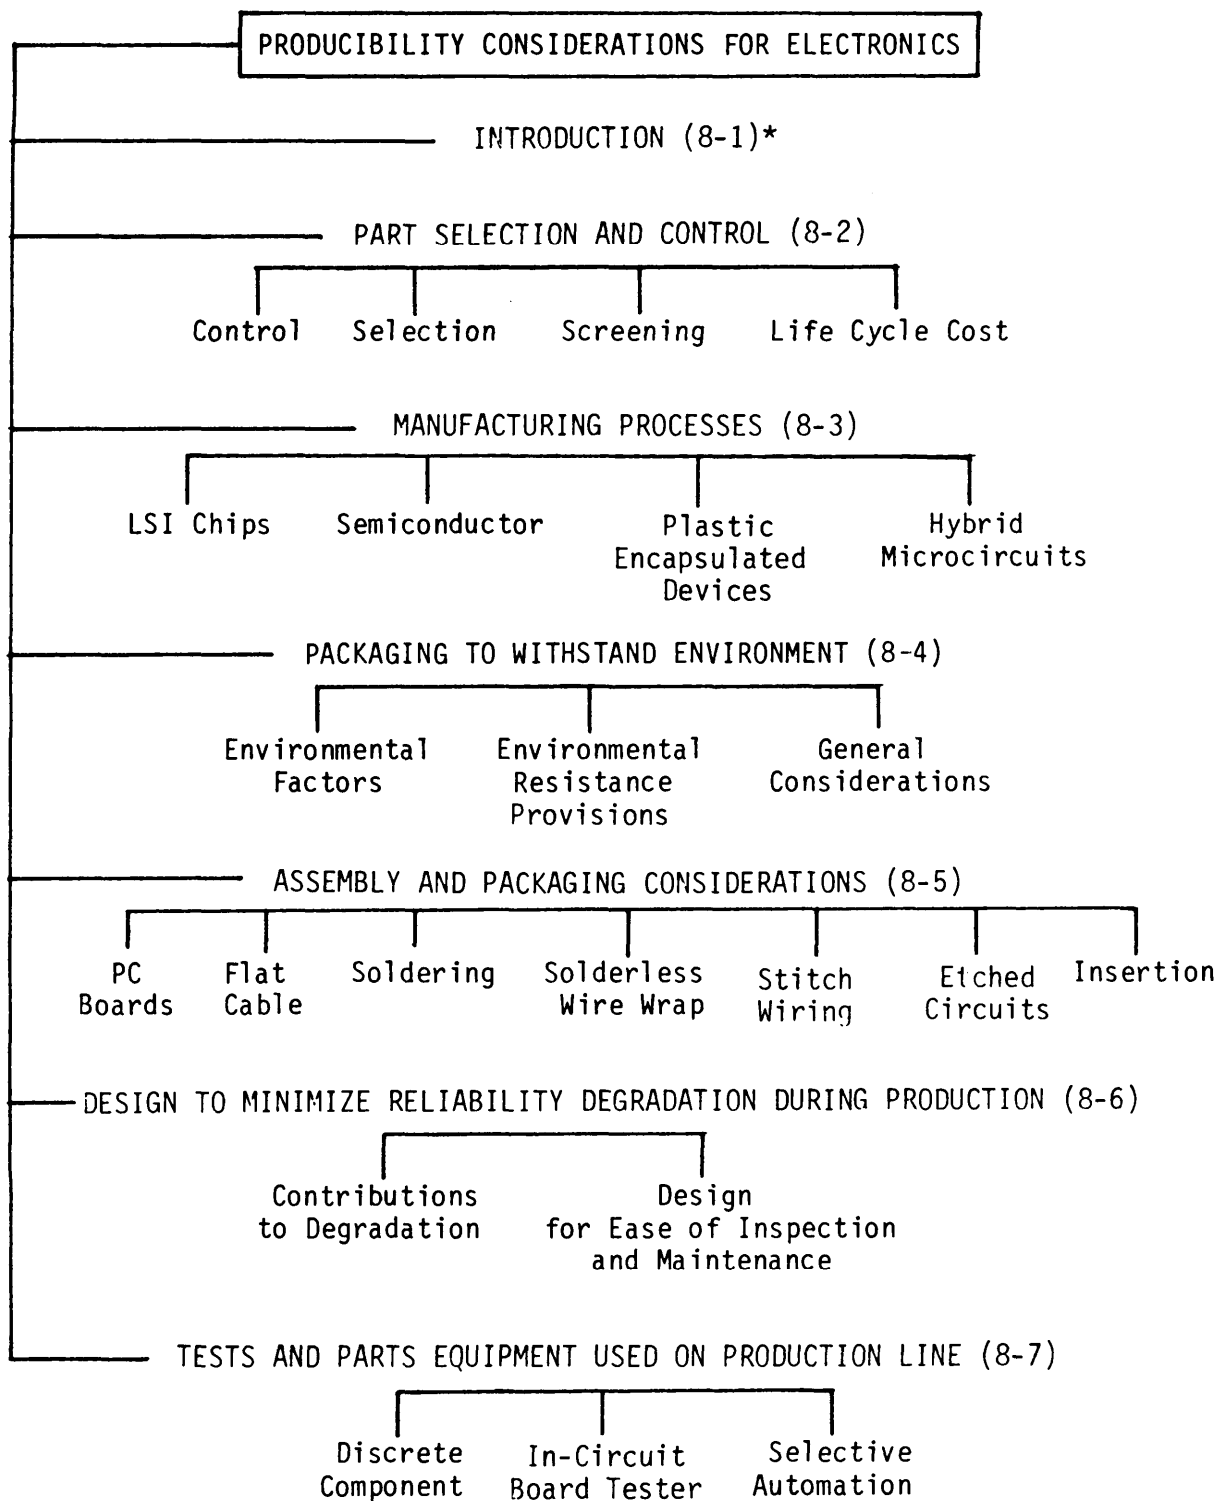 PRODUCIBILITY CONSIDERATIONS FOR ELECTRONICS
INTRODUCTION (8-1)*
PART SELECTION AND CONTROL (8-2)
Control Selection Screening Life Cycle Cost
MANUFACTURING PROCESSES (8-3)
LSI Chips Semiconductor Plastic Hybrid
Encapsulated Microcircuits
Devices
PACKAGING TO WITHSTAND ENVIRONMENT (8-4)
Environmental Environmental General
Factors Resistance Considerations
Provisions
ASSEMBLY AND PACKAGING CONSIDERATIONS (8-5)
PC Flat Soldering Solderless Stitch Etched Insertion
Boards Cable Wire Wrap Wiring Circuits
DESIGN TO MINIMIZE RELIABILITY DEGRADATION DURING PRODUCTION (8-6)
Contributions Design
to Degradation for Ease of Inspection
and Maintenance
TESTS AND PARTS EQUIPMENT USED ON PRODUCTION LINE (8-7)
Discrete In-Circuit Selective
Component Board Tester Automation